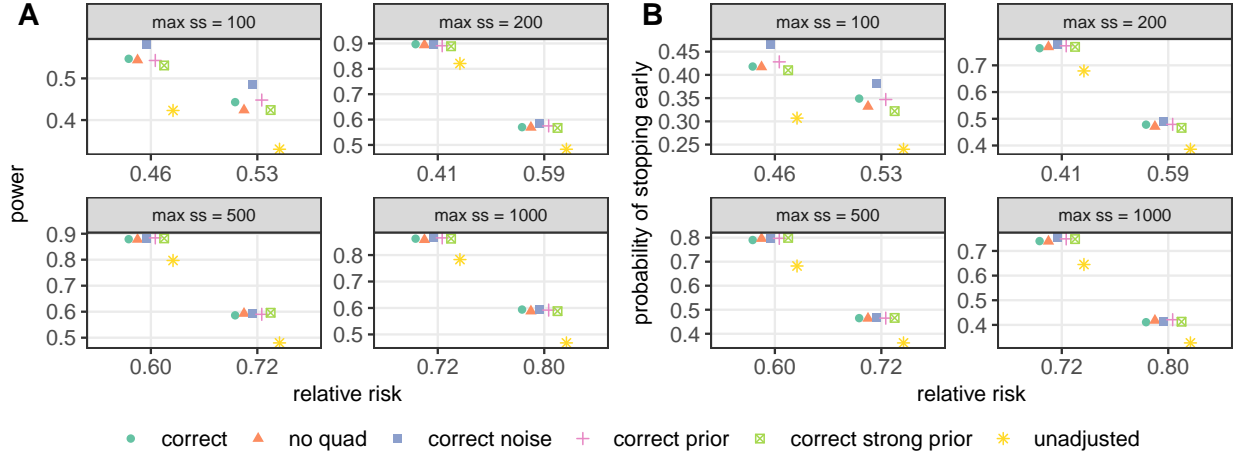 A
B
max ss = 100
max ss = 200
max ss = 100
max ss = 200
0.5
0.4
0.9
0.8
0.7
0.6
0.5
0.45
0.40
0.35
0.30
0.25
0.7
0.6
0.5
0.4
0.46
0.53
0.41
0.59
0.46
0.53
0.41
0.59
power
probability of stopping early
max ss = 500
max ss = 1000
max ss = 500
max ss = 1000
0.9
0.8
0.7
0.6
0.5
0.8
0.7
0.6
0.5
0.8
0.7
0.6
0.5
0.4
0.7
0.6
0.5
0.4
0.60
0.72
0.72
0.80
0.60
0.72
0.72
0.80
relative risk
relative risk
correct
no quad
correct noise
correct prior
correct strong prior
unadjusted